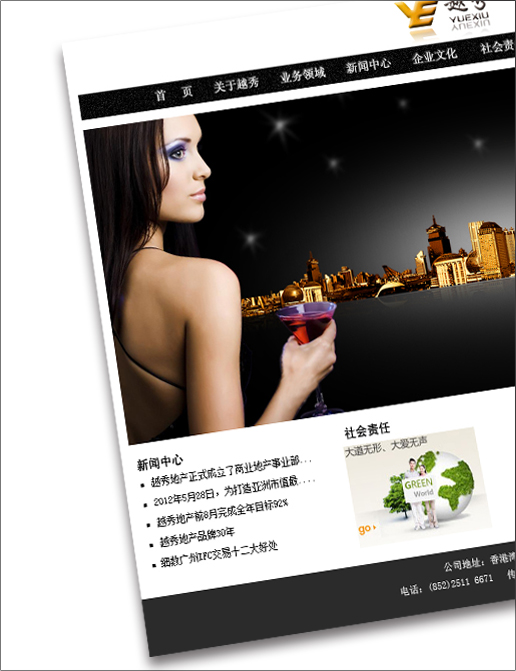 越秀
YUEXIU
首 页 关于越秀 业务领域 新闻中心 企业文化 社会责
新闻中心
越秀地产正式成立了商业地产事业部...
2012年5月28日，为打造亚洲市值最....
越秀地产前8月完成全年目标92%
越秀地产品牌30年
细数广州IFC交易十二大好处
社会责任
大道无形、大爱无声
GREEN
World
go
公司地址：香港湾
电话：(852)2511 6671 传